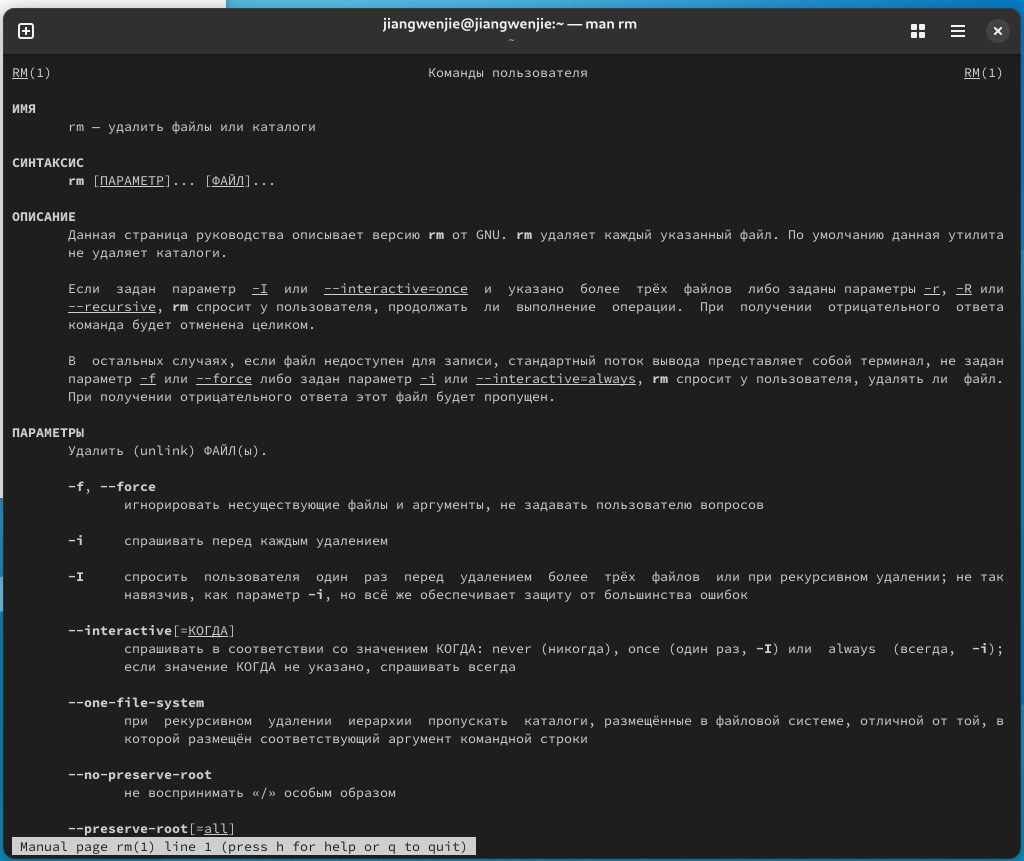 jiangwenjie@jiangwenjie:~ — man rm
~
RM(1) Команды пользователя RM(1)
ИМЯ
rm — удалить файлы или каталоги
СИНТАКСИС
rm [ПАРАМЕТР]... [ФАЙЛ]...
ОПИСАНИЕ
Данная страница руководства описывает версию rm от GNU. rm удаляет каждый указанный файл. По умолчанию данная утилита
не удаляет каталоги.
Если задан параметр -I или --interactive=once и указано более трёх файлов либо заданы параметры -r, -R или
--recursive, rm спросит у пользователя, продолжать ли выполнение операции. При получении отрицательного ответа
команда будет отменена целиком.
В остальных случаях, если файл недоступен для записи, стандартный поток вывода представляет собой терминал, не задан
параметр -f или --force либо задан параметр -i или --interactive=always, rm спросит у пользователя, удалять ли файл.
При получении отрицательного ответа этот файл будет пропущен.
ПАРАМЕТРЫ
Удалить (unlink) ФАЙЛ(ы).
-f, --force
игнорировать несуществующие файлы и аргументы, не задавать пользователю вопросов
-i спрашивать перед каждым удалением
-I спросить пользователя один раз перед удалением более трёх файлов или при рекурсивном удалении; не так
навязчив, как параметр -i, но всё же обеспечивает защиту от большинства ошибок
--interactive[=КОГДА]
спрашивать в соответствии со значением КОГДА: never (никогда), once (один раз, -I) или always (всегда, -i);
если значение КОГДА не указано, спрашивать всегда
--one-file-system
при рекурсивном удалении иерархии пропускать каталоги, размещённые в файловой системе, отличной от той, в
которой размещён соответствующий аргумент командной строки
--no-preserve-root
не воспринимать «/» особым образом
--preserve-root[=all]
Manual page rm(1) line 1 (press h for help or q to quit)